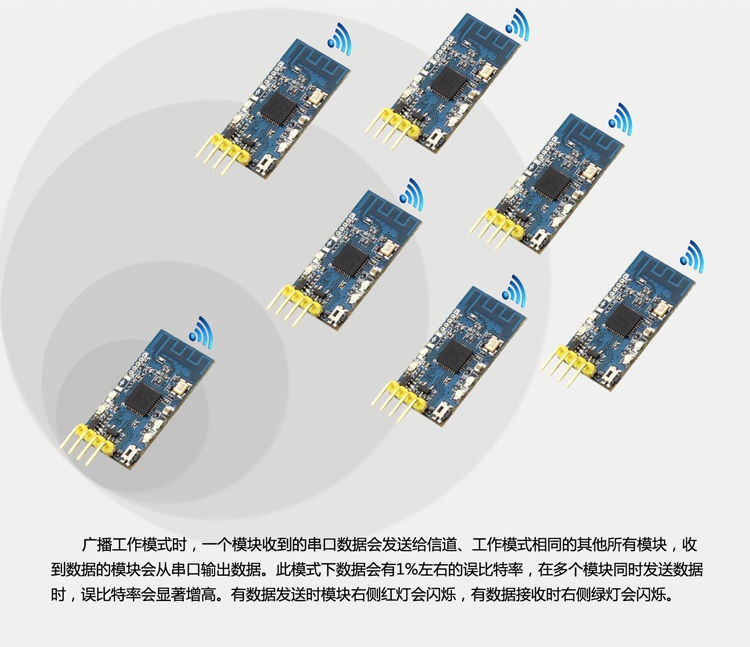 广播工作模式时，一个模块收到的串口数据会发送给信道、工作模式相同的其他所有模块，收
到数据的模块会从串口输出数据。此模式下数据会有1%左右的误比特率，在多个模块同时发送数据
时，误比特率会显著增高。有数据发送时模块右侧红灯会闪烁，有数据接收时右侧绿灯会闪烁。